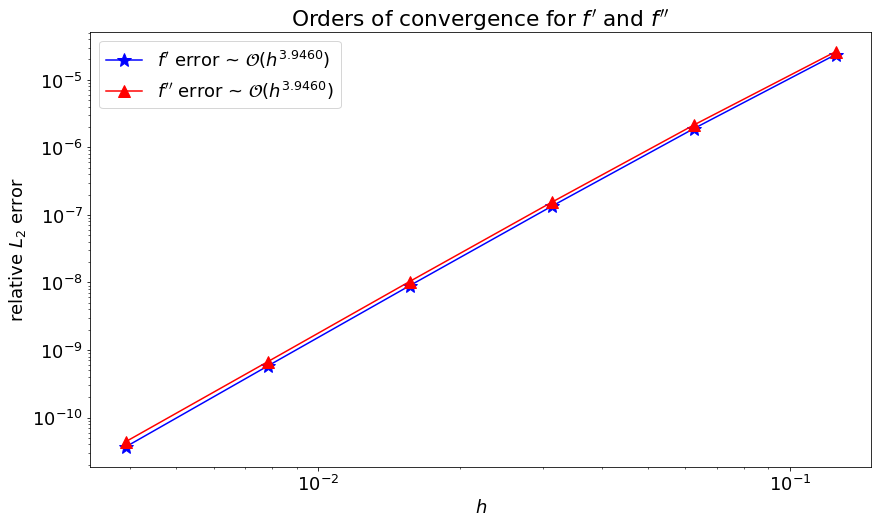 Orders of convergence for f′ and f″
f′ error ~ 𝒪(h^3.9460)
f″ error ~ 𝒪(h^3.9460)
relative L₂ error
10⁻⁵
10⁻⁶
10⁻⁷
10⁻⁸
10⁻⁹
10⁻¹⁰
10⁻² 10⁻¹
h